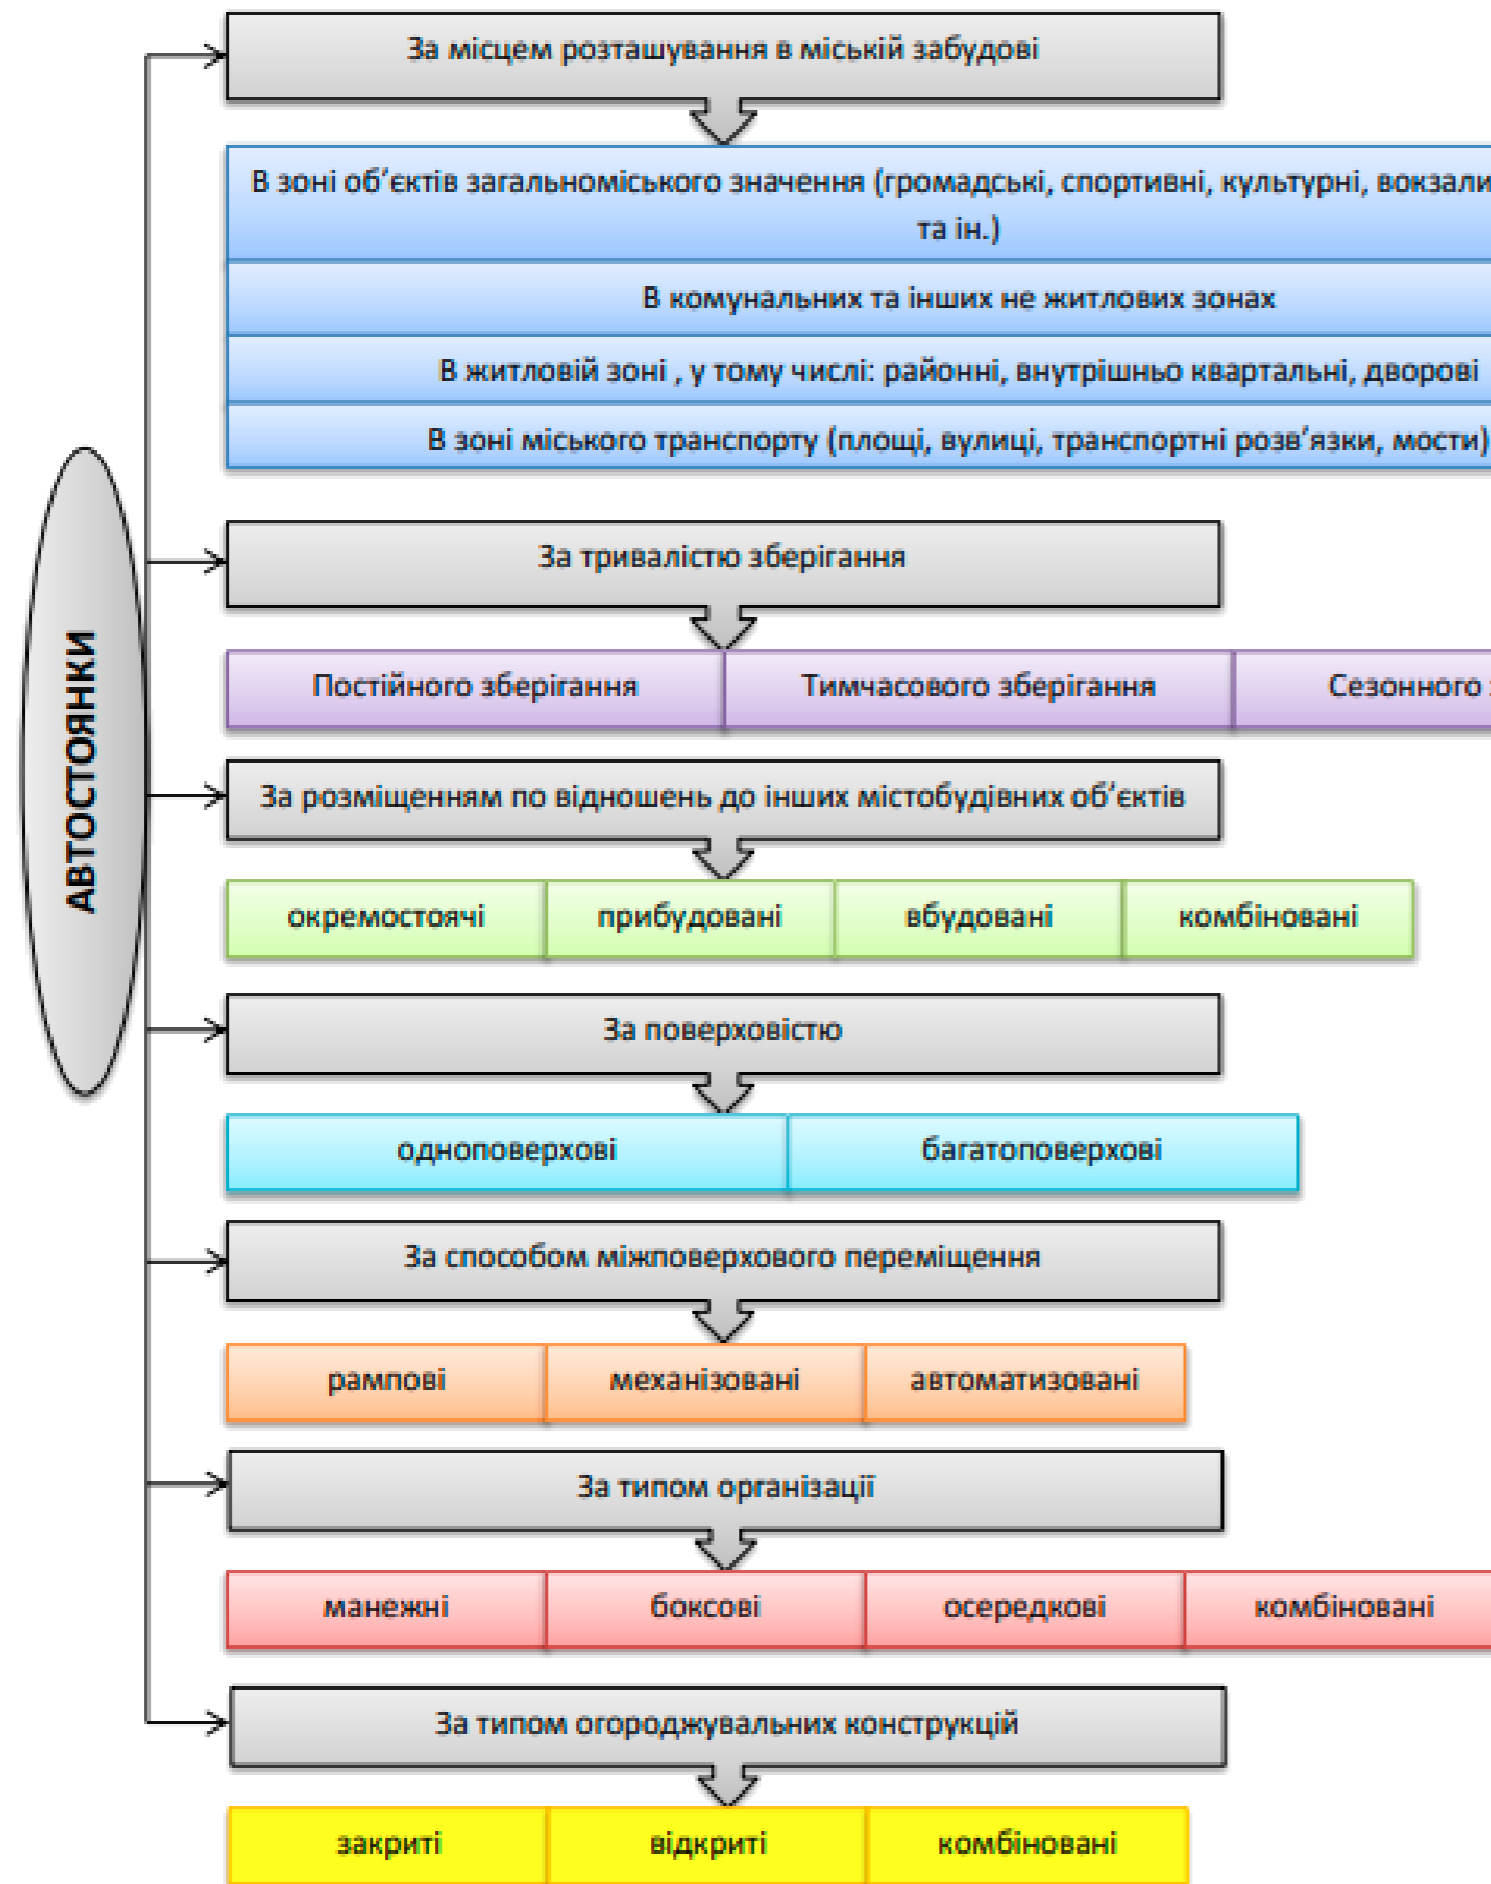 За місцем розташування в міській забудові
В зоні об'єктів загальноміського значення (громадські, спортивні, культурні, вокзали
та ін.)
В комунальних та інших не житлових зонах
В житловій зоні , у тому числі: районні, внутрішньо квартальні, дворові
В зоні міського транспорту (площі, вулиці, транспортні розв'язки, мости)
АВТОСТОЯНКИ
За тривалістю зберігання
Постійного зберігання
Тимчасового зберігання
Сезонного
За розміщенням по відношень до інших містобудівних об'єктів
окремостоячі
прибудовані
вбудовані
комбіновані
За поверховістю
одноповерхові
багатоповерхові
За способом міжповерхового переміщення
рампові
механізовані
автоматизовані
За типом організації
манежні
боксові
осередкові
комбіновані
За типом огороджувальних конструкцій
закриті
відкриті
комбіновані